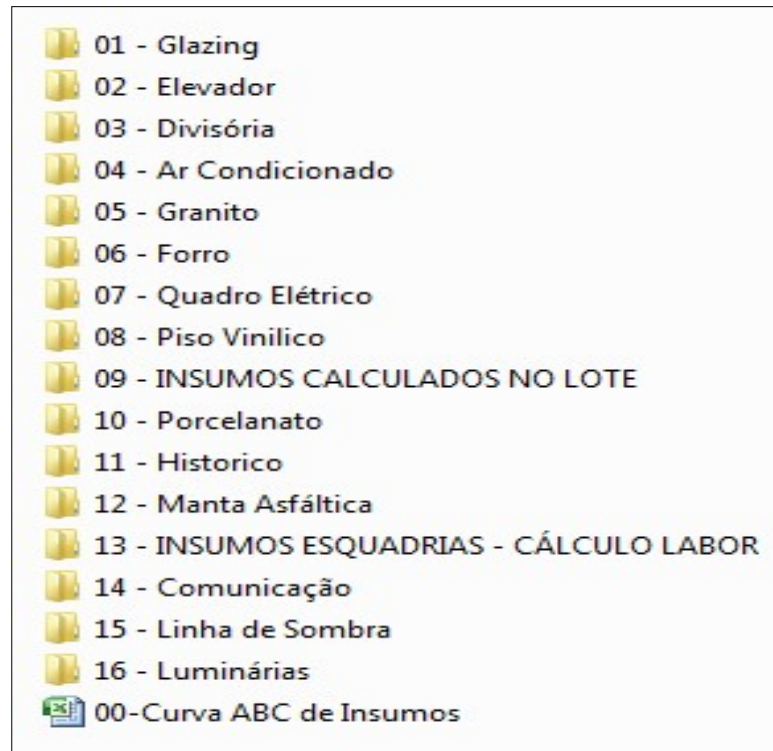 01 - Glazing
02 - Elevador
03 - Divisória
04 - Ar Condicionado
05 - Granito
06 - Forro
07 - Quadro Elétrico
08 - Piso Vinilico
09 - INSUMOS CALCULADOS NO LOTE
10 - Porcelanato
11 - Historico
12 - Manta Asfáltica
13 - INSUMOS ESQUADRIAS - CÁLCULO LABOR
14 - Comunicação
15 - Linha de Sombra
16 - Luminárias
00-Curva ABC de Insumos